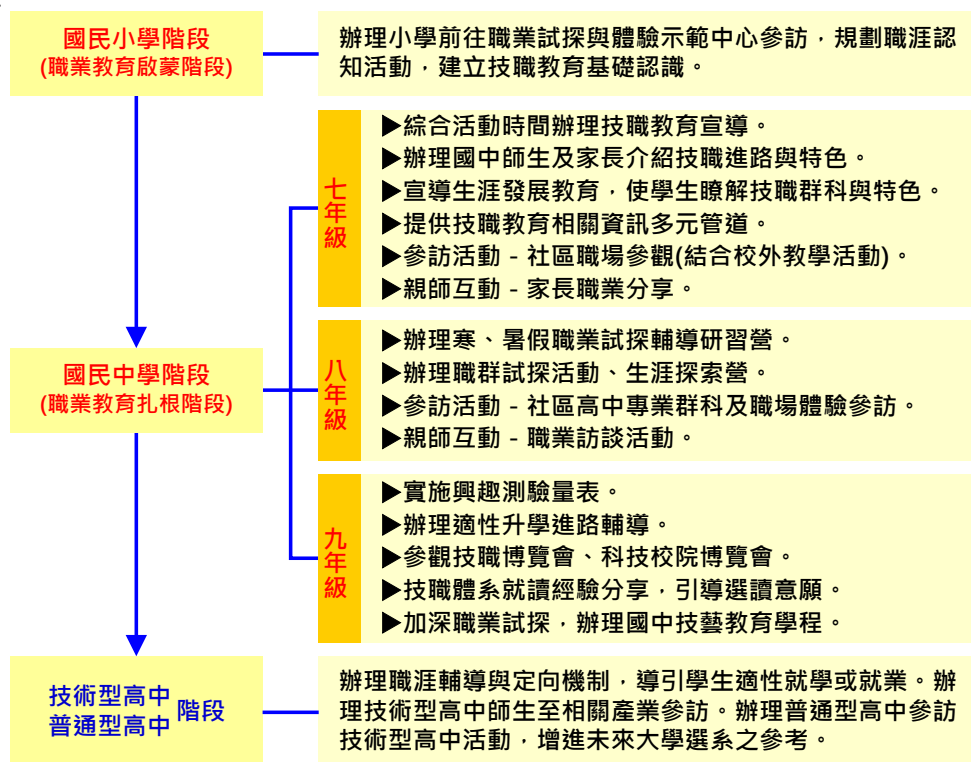 國民小學階段
(職業教育啟蒙階段)
辦理小學前往職業試探與體驗示範中心參訪，規劃職涯認
知活動，建立技職教育基礎認識。
七年級
▶綜合活動時間辦理技職教育宣導。
▶辦理國中師生及家長介紹技職進路與特色。
▶宣導生涯發展教育，使學生瞭解技職群科與特色。
▶提供技職教育相關資訊多元管道。
▶參訪活動－社區職場參觀(結合校外教學活動)。
▶親師互動－家長職業分享。
國民中學階段
(職業教育扎根階段)
八年級
▶辦理寒、暑假職業試探輔導研習營。
▶辦理職群試探活動、生涯探索營。
▶參訪活動－社區高中專業群科及職場體驗參訪。
▶親師互動－職業訪談活動。
九年級
▶實施興趣測驗量表。
▶辦理適性升學進路輔導。
▶參觀技職博覽會、科技校院博覽會。
▶技職體系就讀經驗分享，引導選讀意願。
▶加深職業試探，辦理國中技藝教育學程。
技術型高中
普通型高中
階段
辦理職涯輔導與定向機制，導引學生適性就學或就業。辦
理技術型高中師生至相關產業參訪。辦理普通型高中參訪
技術型高中活動，增進未來大學選系之參考。